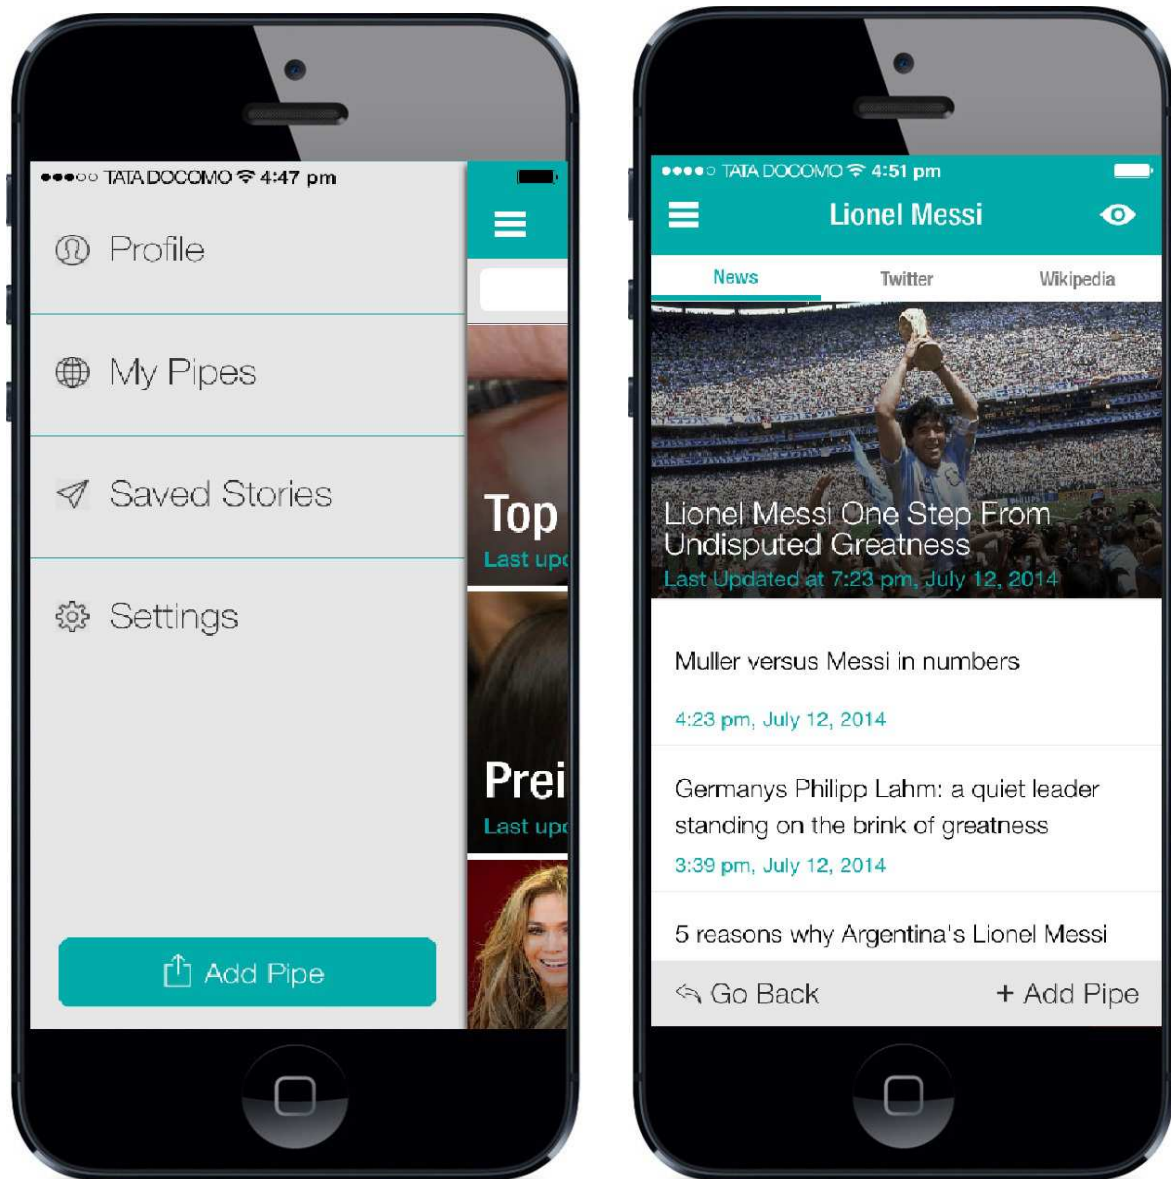 TATA DOCOMO 4:47 pm
Profile
My Pipes
Saved Stories
Settings
Add Pipe
Top
Last upd
Prei
Last upd
TATA DOCOMO 4:51 pm
Lionel Messi
News Twitter Wikipedia
Lionel Messi One Step From
Undisputed Greatness
Last Updated at 7:23 pm, July 12, 2014
Muller versus Messi in numbers
4:23 pm, July 12, 2014
Germanys Philipp Lahm: a quiet leader
standing on the brink of greatness
3:39 pm, July 12, 2014
5 reasons why Argentina's Lionel Messi
Go Back + Add Pipe